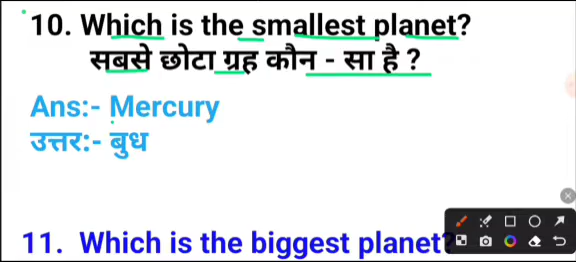 10. Which is the smallest planet?
सबसे छोटा ग्रह कौन - सा है ?
Ans:- Mercury
उत्तर:- बुध
11. Which is the biggest planet?